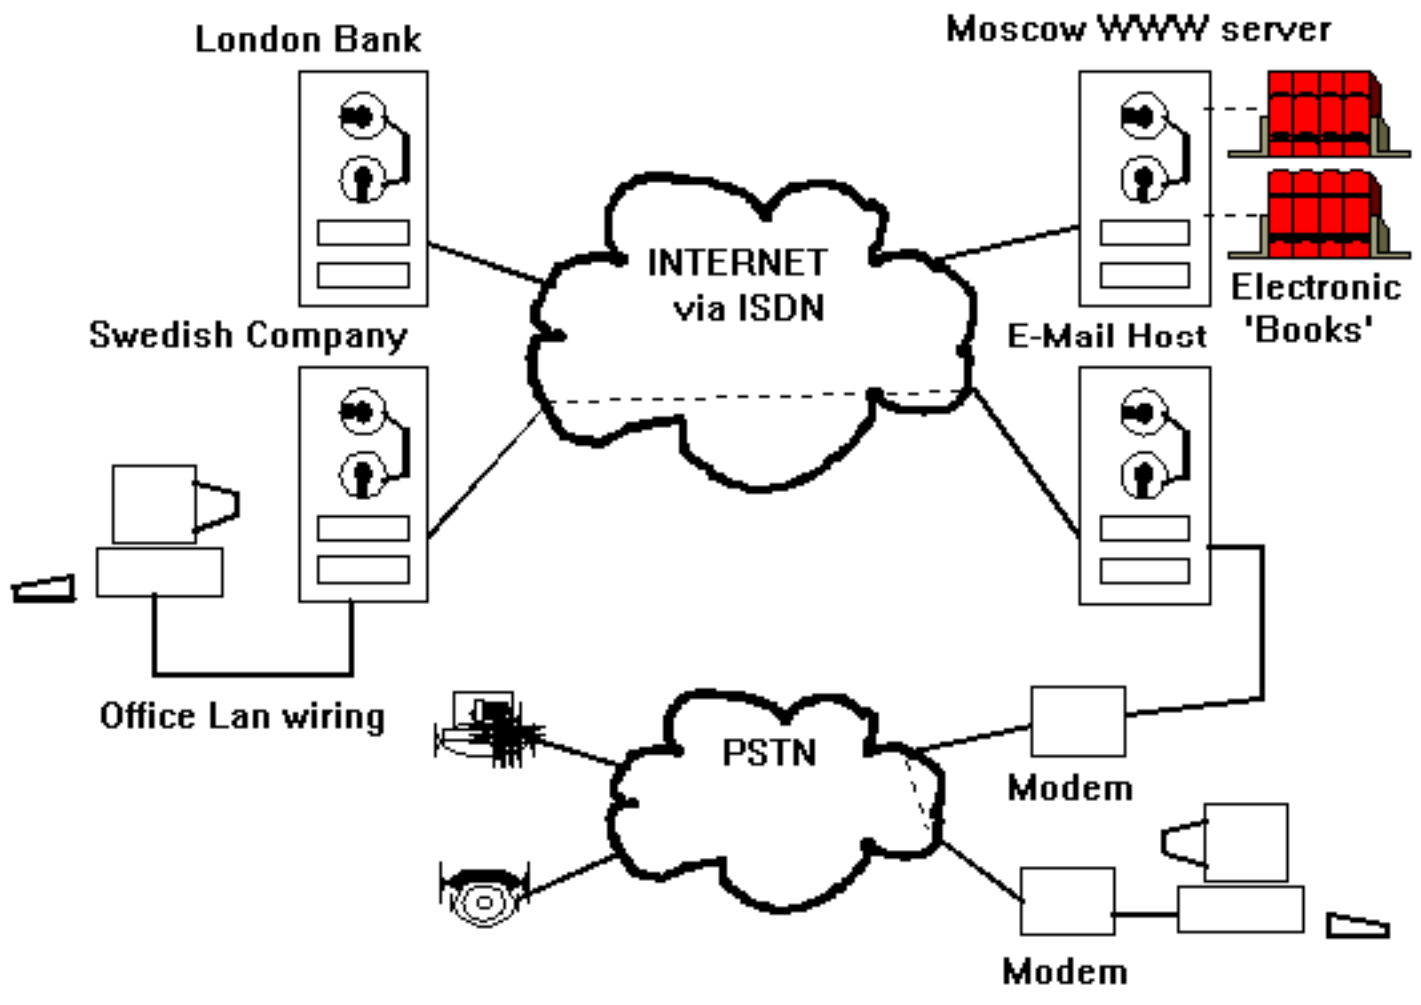 London Bank
Moscow WWW server
INTERNET
via ISDN
Electronic
'Books'
Swedish Company
E-Mail Host
Office Lan wiring
PSTN
Modem
Modem